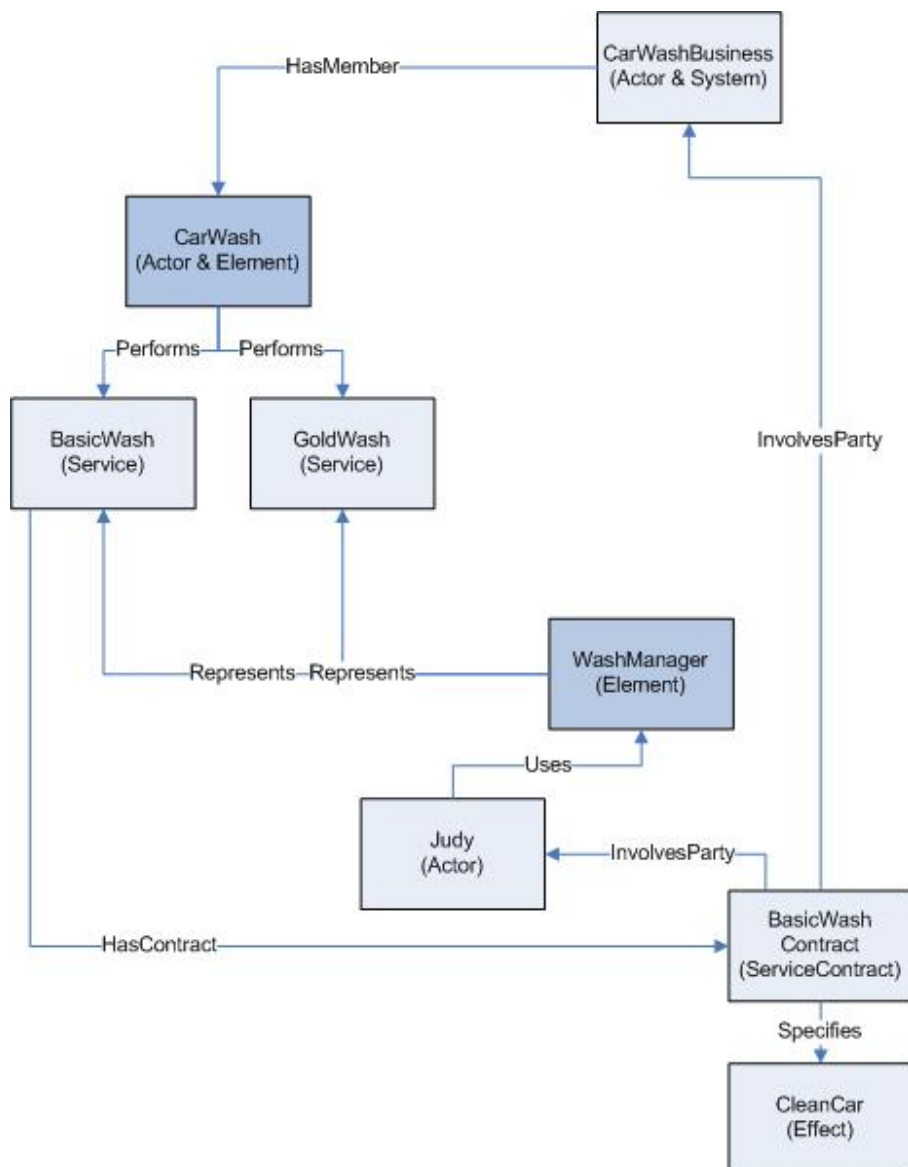 CarWashBusiness
(Actor & System)
HasMember
CarWash
(Actor & Element)
Performs
Performs
BasicWash
(Service)
GoldWash
(Service)
InvolvesParty
WashManager
(Element)
Represents
Represents
Uses
Judy
(Actor)
InvolvesParty
BasicWash
Contract
(ServiceContract)
HasContract
Specifies
CleanCar
(Effect)